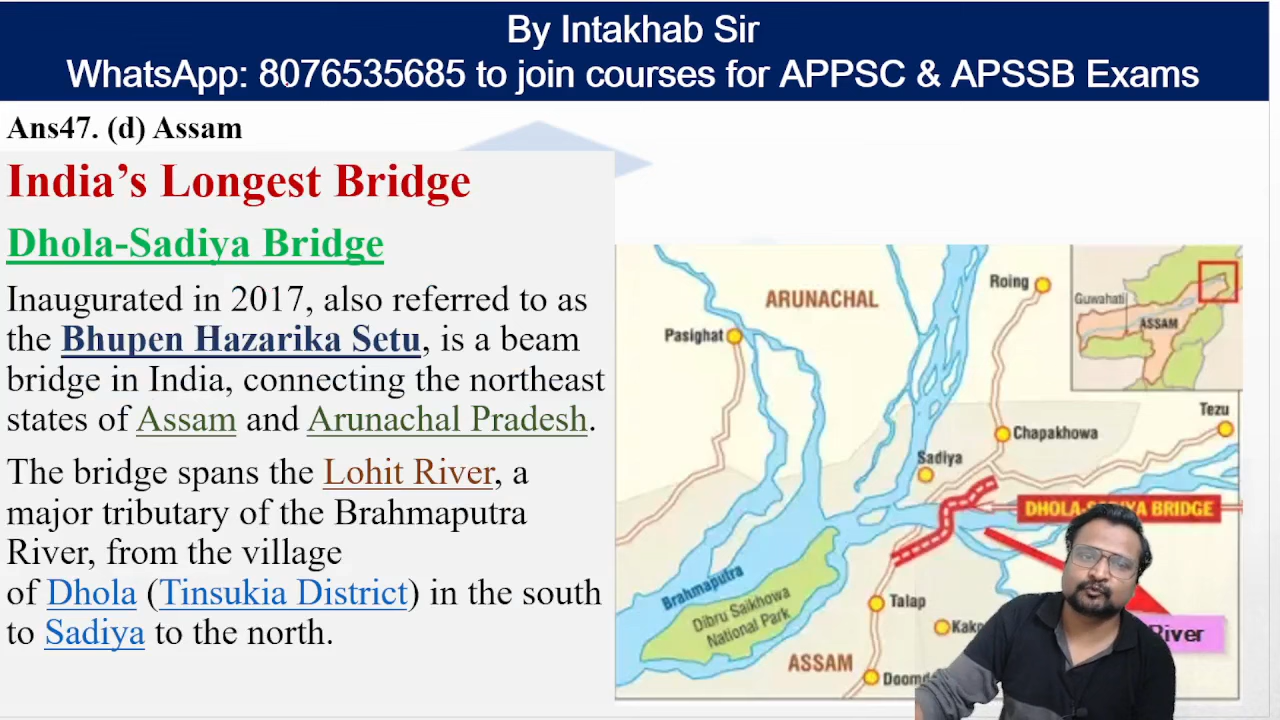 By Intakhab Sir
WhatsApp: 8076535685 to join courses for APPSC & APSSB Exams
Ans47. (d) Assam
India’s Longest Bridge
Dhola-Sadiya Bridge
Inaugurated in 2017, also referred to as
the Bhupen Hazarika Setu, is a beam
bridge in India, connecting the northeast
states of Assam and Arunachal Pradesh.
The bridge spans the Lohit River, a
major tributary of the Brahmaputra
River, from the village
of Dhola (Tinsukia District) in the south
to Sadiya to the north.
ARUNACHAL
Roing
Guwahati
ASSAM
Pasighat
Tezu
Chapakhowa
Sadiya
DHOLA-SADIYA BRIDGE
Brahmaputra
Dibru Saikhowa
National Park
Talap
River
ASSAM